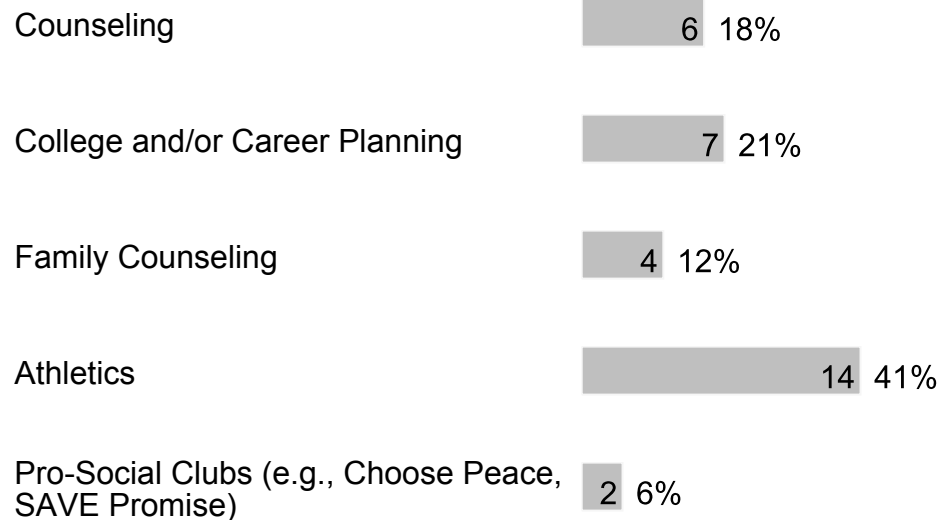 Counseling 6 18%
College and/or Career Planning 7 21%
Family Counseling 4 12%
Athletics 14 41%
Pro-Social Clubs (e.g., Choose Peace,
SAVE Promise) 2 6%